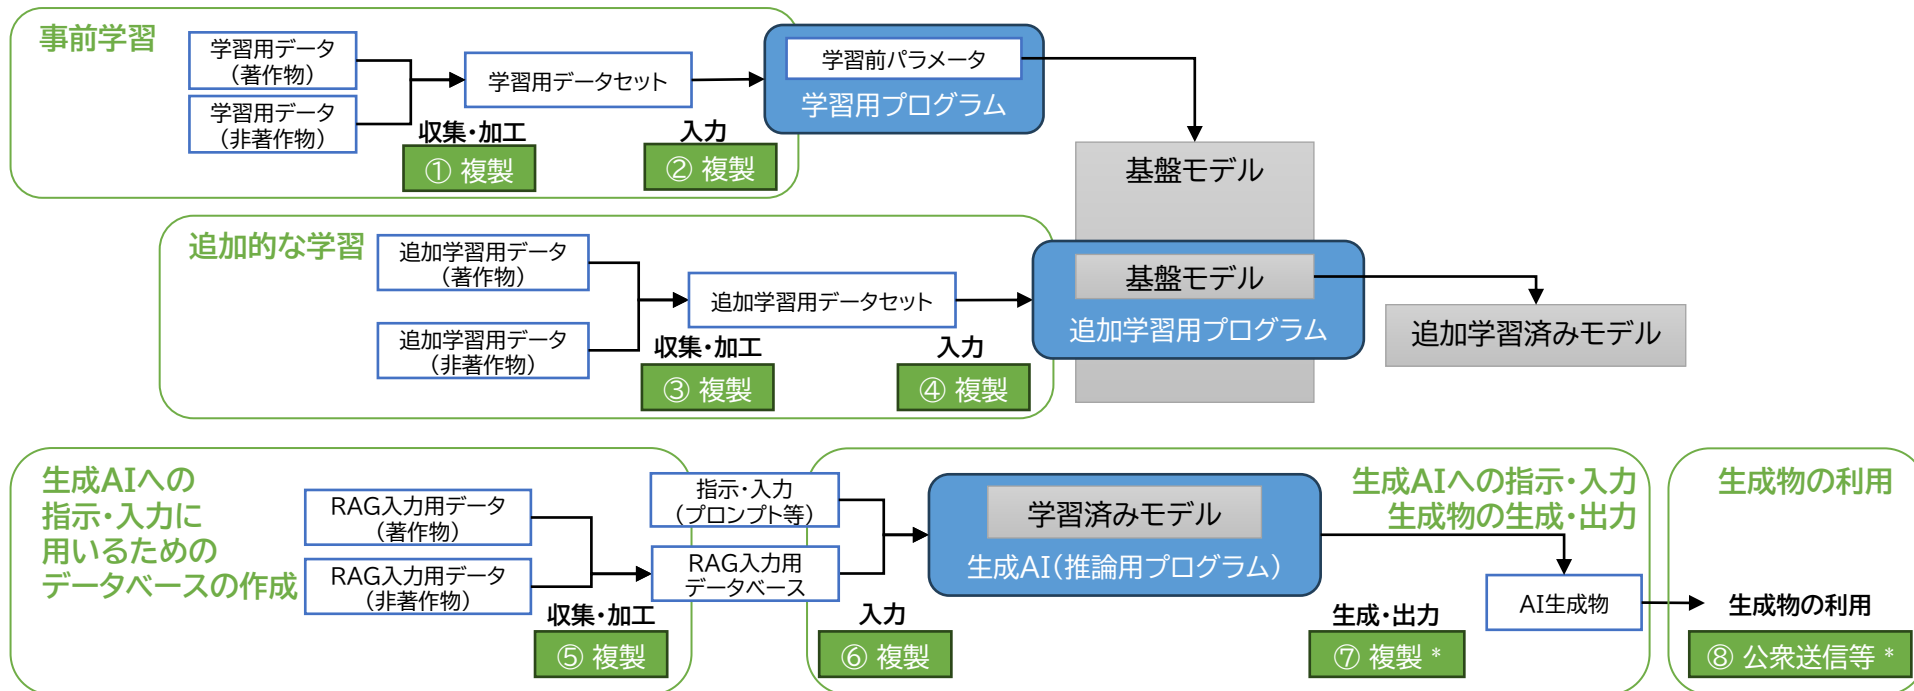 事前学習
学習用データ
(著作物)
学習用データ
(非著作物)
学習用データセット
学習前パラメータ
学習用プログラム
収集・加工
① 複製
入力
② 複製
基盤モデル
追加的な学習
追加学習用データ
(著作物)
追加学習用データ
(非著作物)
追加学習用データセット
基盤モデル
追加学習用プログラム
追加学習済みモデル
収集・加工
③ 複製
入力
④ 複製
生成AIへの
指示・入力に
用いるための
データベースの作成
RAG入力用データ
(著作物)
RAG入力用データ
(非著作物)
指示・入力
(プロンプト等)
RAG入力用
データベース
収集・加工
⑤ 複製
入力
⑥ 複製
学習済みモデル
生成AI(推論用プログラム)
生成AIへの指示・入力
生成物の生成・出力
生成・出力
⑦ 複製 *
AI生成物
生成物の利用
生成物の利用
⑧ 公衆送信等 *